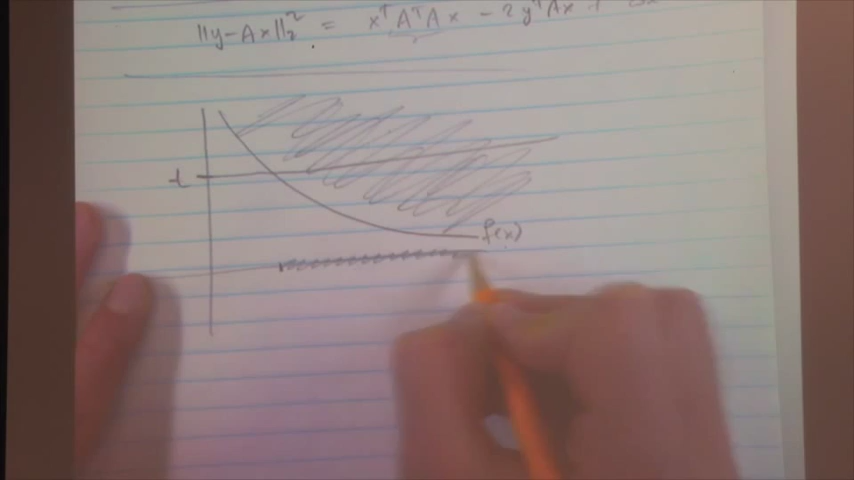 ||y-Ax||₂² = xᵀAᵀAx - 2yᵀAx +
t
f(x)